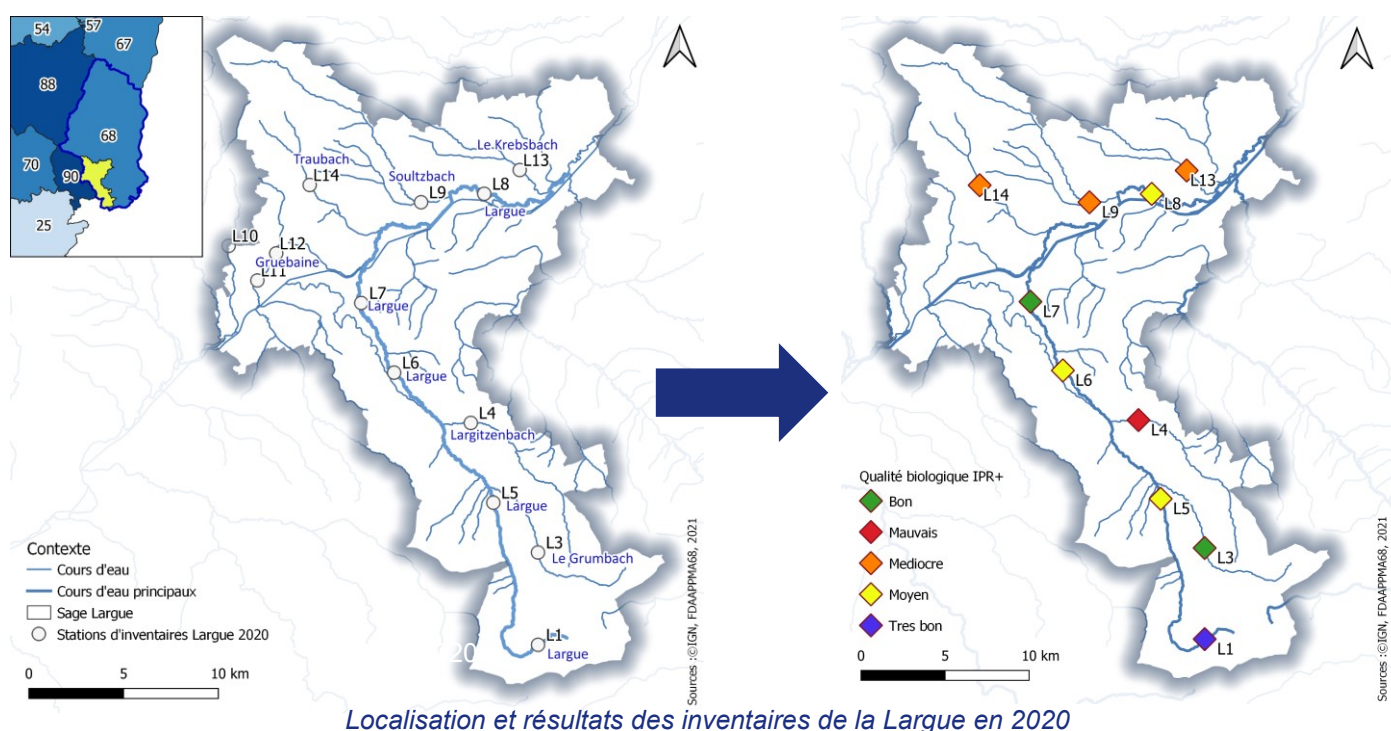 54
57
67
88
68
70
90
25
Le Krebsbach
L13
Traubach
L14
Soultzbach
L9
L8
Largue
L10
L12
Gruebaine
L11
L7
Largue
L6
Largue
L4
Largitzenbach
L5
Largue
L3
Le Grumbach
L1
Largue
20
Contexte
Cours d'eau
Cours d'eau principaux
Sage Largue
Stations d'inventaires Largue 2020
0 5 10 km
Sources :©IGN, FDAAPPMA68, 2021
L13
L14
L9
L8
L7
L6
L4
L5
L3
L1
Qualité biologique IPR+
Bon
Mauvais
Mediocre
Moyen
Tres bon
0 5 10 km
Sources :©IGN, FDAAPPMA68, 2021
Localisation et résultats des inventaires de la Largue en 2020